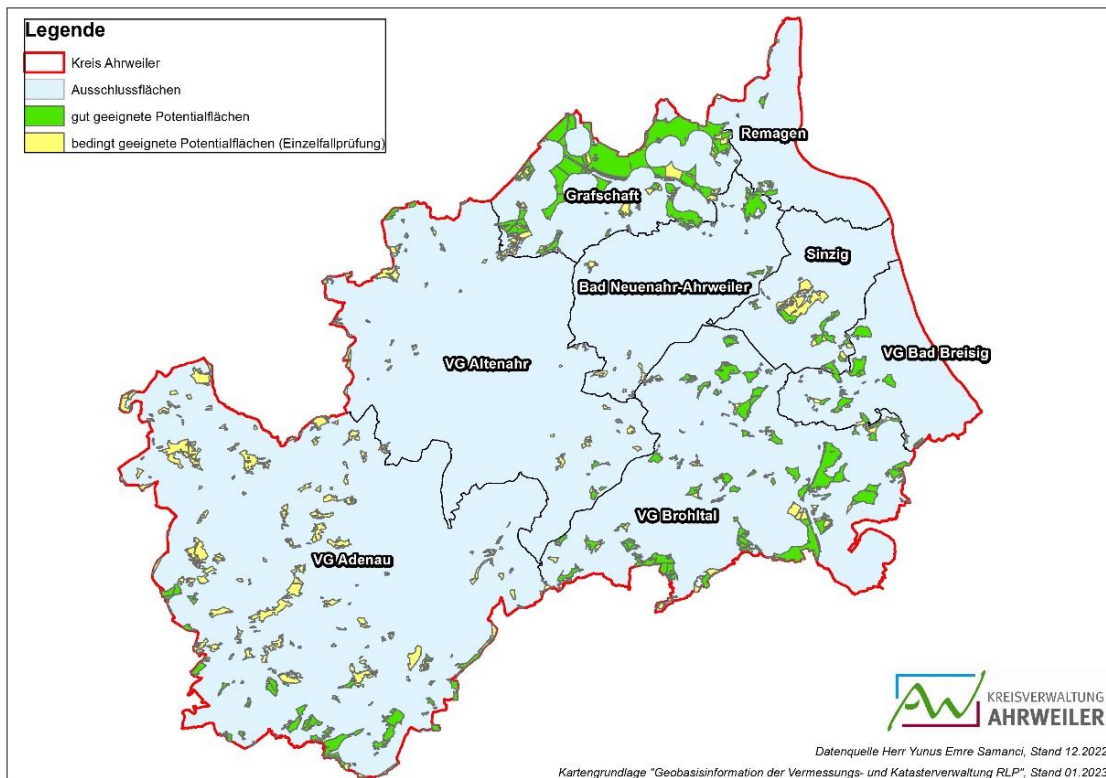 Legende
Kreis Ahrweiler
Ausschlussflächen
gut geeignete Potentialflächen
bedingt geeignete Potentialflächen (Einzelfallprüfung)
Remagen
Grafschaft
Sinzig
Bad Neuenahr-Ahrweiler
VG Bad Breisig
VG Altenahr
VG Brohltal
VG Adenau
AW KREISVERWALTUNG
AHRWEILER
Datenquelle Herr Yunus Emre Samanci, Stand 12.2022
Kartengrundlage "Geobasisinformation der Vermessungs- und Katasterverwaltung RLP", Stand 01.2022